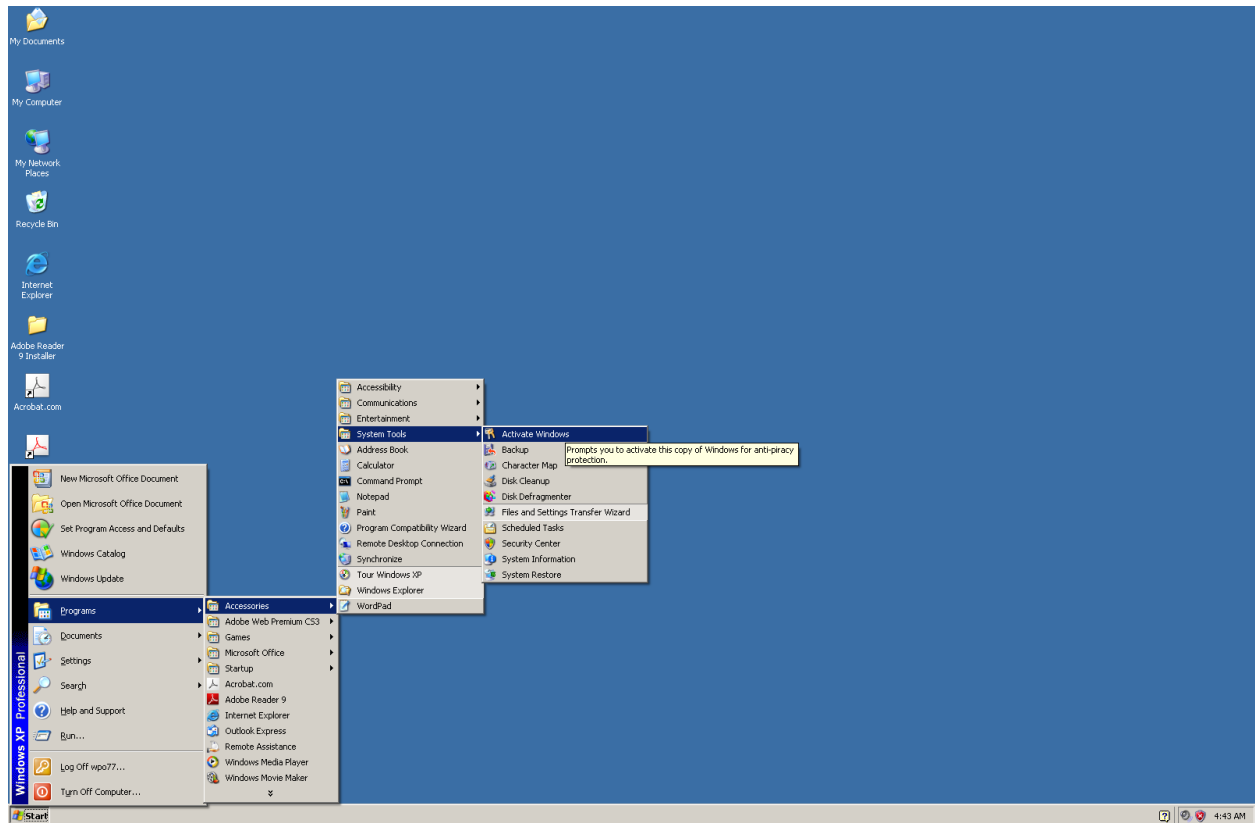 My Documents
My Computer
My Network
Places
Recycle Bin
Internet
Explorer
Adobe Reader
9 Installer
Acrobat.com
New Microsoft Office Document
Open Microsoft Office Document
Set Program Access and Defaults
Windows Catalog
Windows Update
Programs
Documents
Settings
Search
Help and Support
Run...
Log Off wpo77...
Turn Off Computer...
Windows XP Professional
Accessories
Adobe Web Premium CS3
Games
Microsoft Office
Startup
Acrobat.com
Adobe Reader 9
Internet Explorer
Outlook Express
Remote Assistance
Windows Media Player
Windows Movie Maker
Accessibility
Communications
Entertainment
System Tools
Address Book
Calculator
Command Prompt
Notepad
Paint
Program Compatibility Wizard
Remote Desktop Connection
Synchronize
Tour Windows XP
Windows Explorer
WordPad
Activate Windows
Backup
Character Map
Disk Cleanup
Disk Defragmenter
Files and Settings Transfer Wizard
Scheduled Tasks
Security Center
System Information
System Restore
Prompts you to activate this copy of Windows for anti-piracy
protection.
Start
4:43 AM